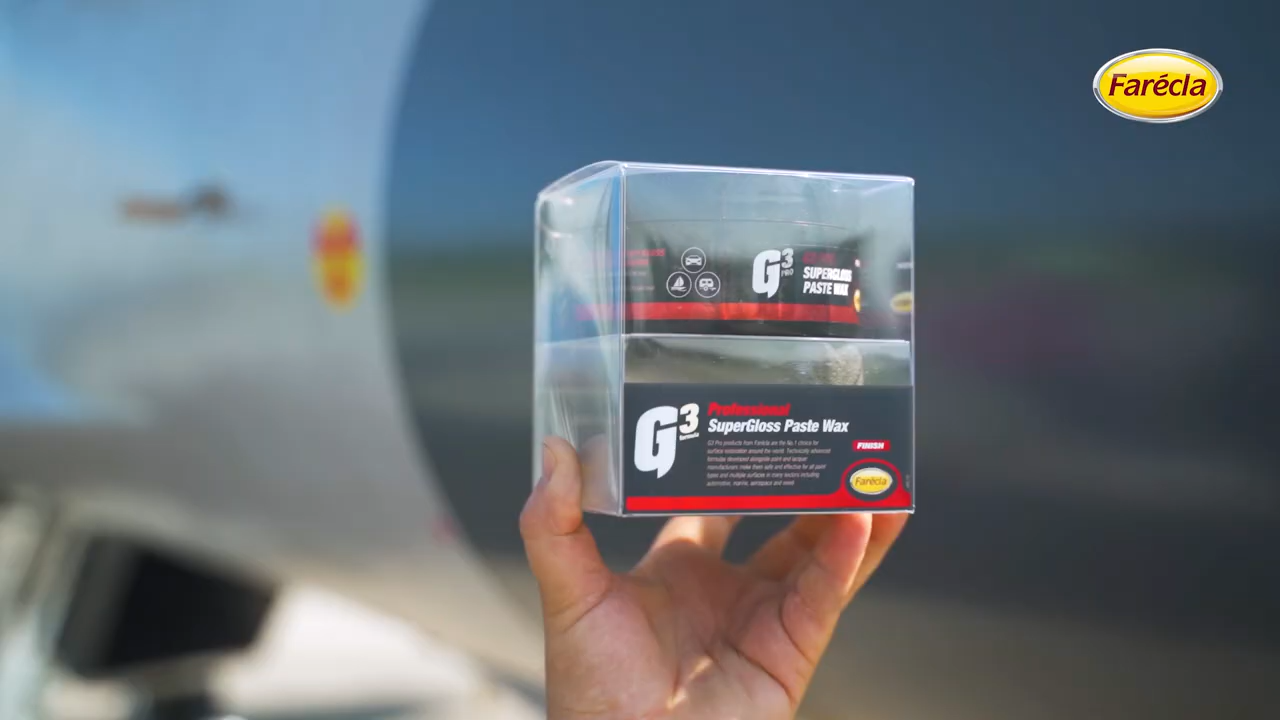 Farécla
G3
PRO
SUPERGLOSS
PASTE WAX
G3
Professional
SuperGloss Paste Wax
G3 Pro products from Farécla are the No.1 choice for
surface restoration around the world. Technically advanced
formulas developed alongside paint and lacquer
manufacturers make them safe and effective for all paint
types and multiple surfaces in many sectors including
automotive, marine, aerospace and wood.
FINISH
Farécla